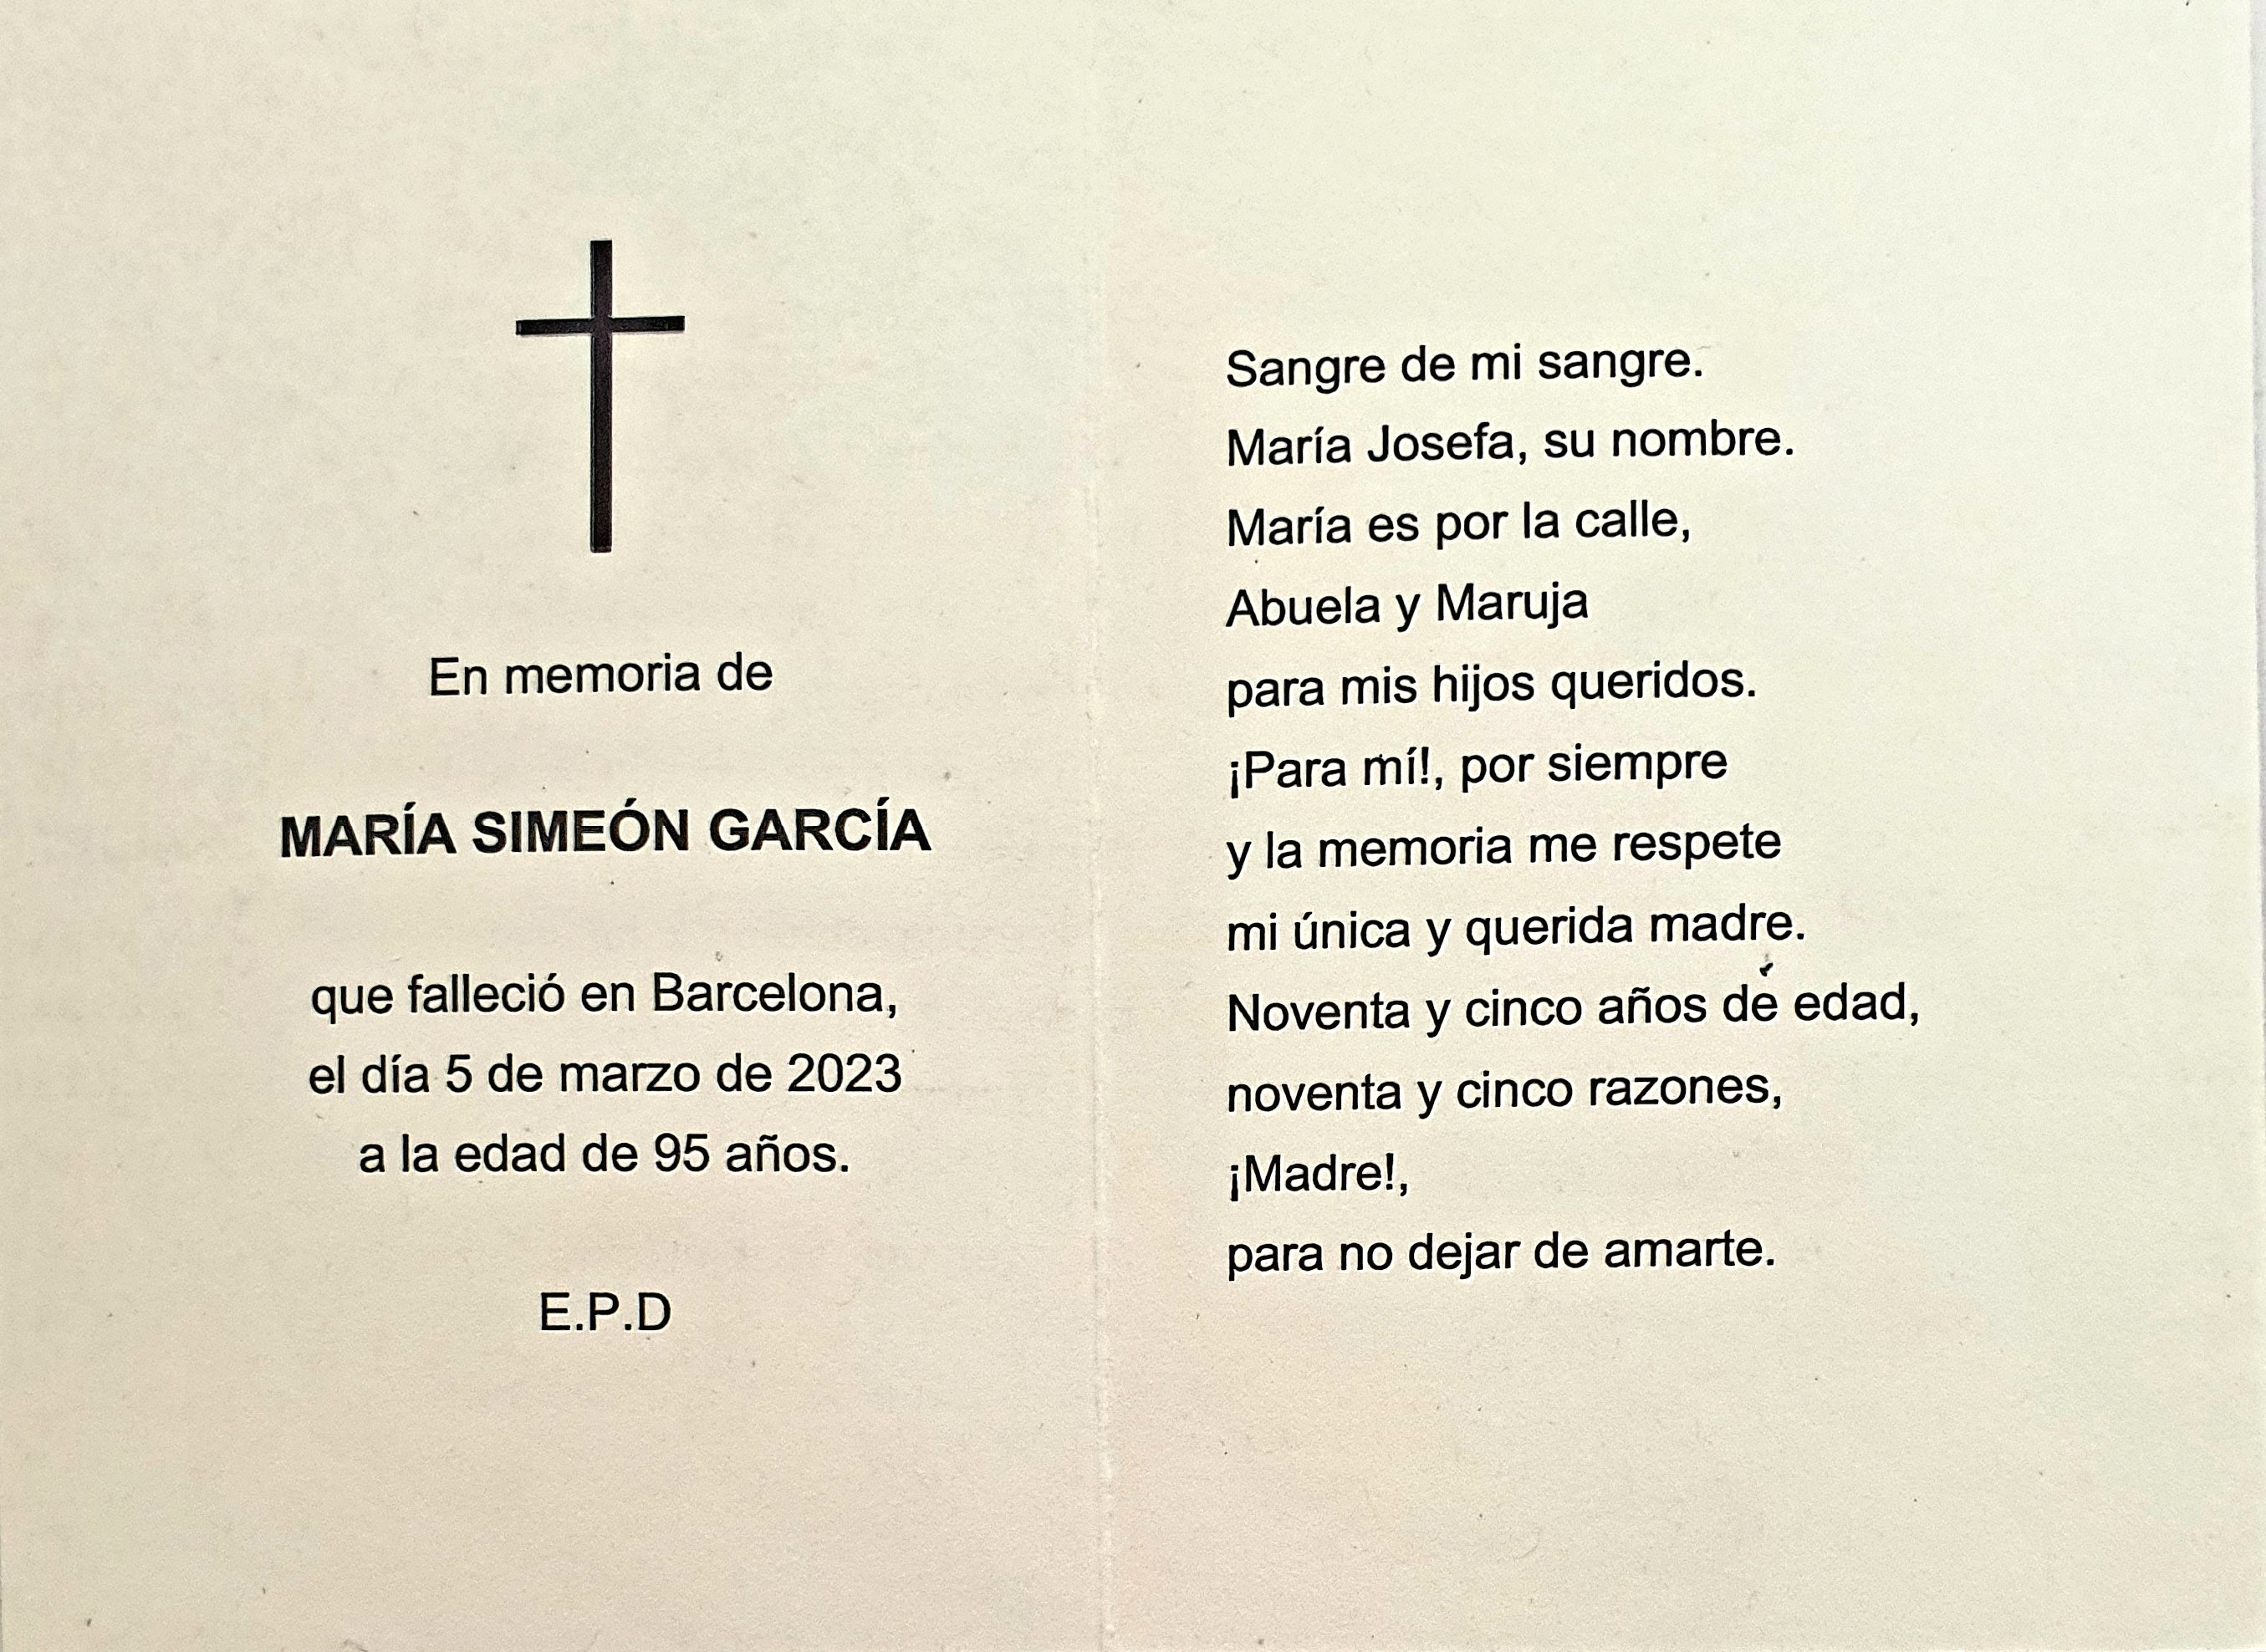 En memoria de
MARÍA SIMEÓN GARCÍA
que falleció en Barcelona,
el día 5 de marzo de 2023
a la edad de 95 años.
E.P.D
Sangre de mi sangre.
María Josefa, su nombre.
María es por la calle,
Abuela y Maruja
para mis hijos queridos.
¡Para mí!, por siempre
y la memoria me respete
mi única y querida madre.
Noventa y cinco años de edad,
noventa y cinco razones,
¡Madre!,
para no dejar de amarte.